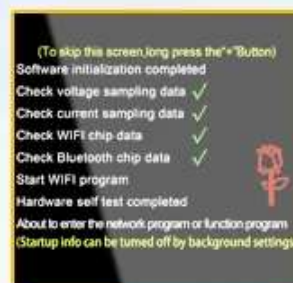 (To skip this screen,long press the"+"Button)
Software initialization completed
Check voltage sampling data ✓
Check current sampling data ✓
Check WIFI chip data ✓
Check Bluetooth chip data ✓
Start WIFI program
Hardware self test completed
About to enter the network program or function program
(Startup info can be turned off by background settings